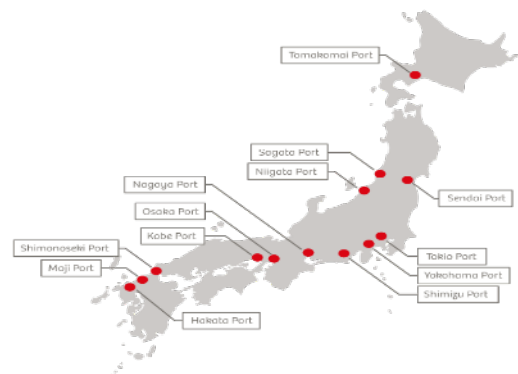 Tomakomai Port
Sagata Port
Niigata Port
Nagoya Port
Sendai Port
Osaka Port
Kobe Port
Shimonoseki Port
Tokio Port
Moji Port
Yokohama Port
Shimizu Port
Hakata Port